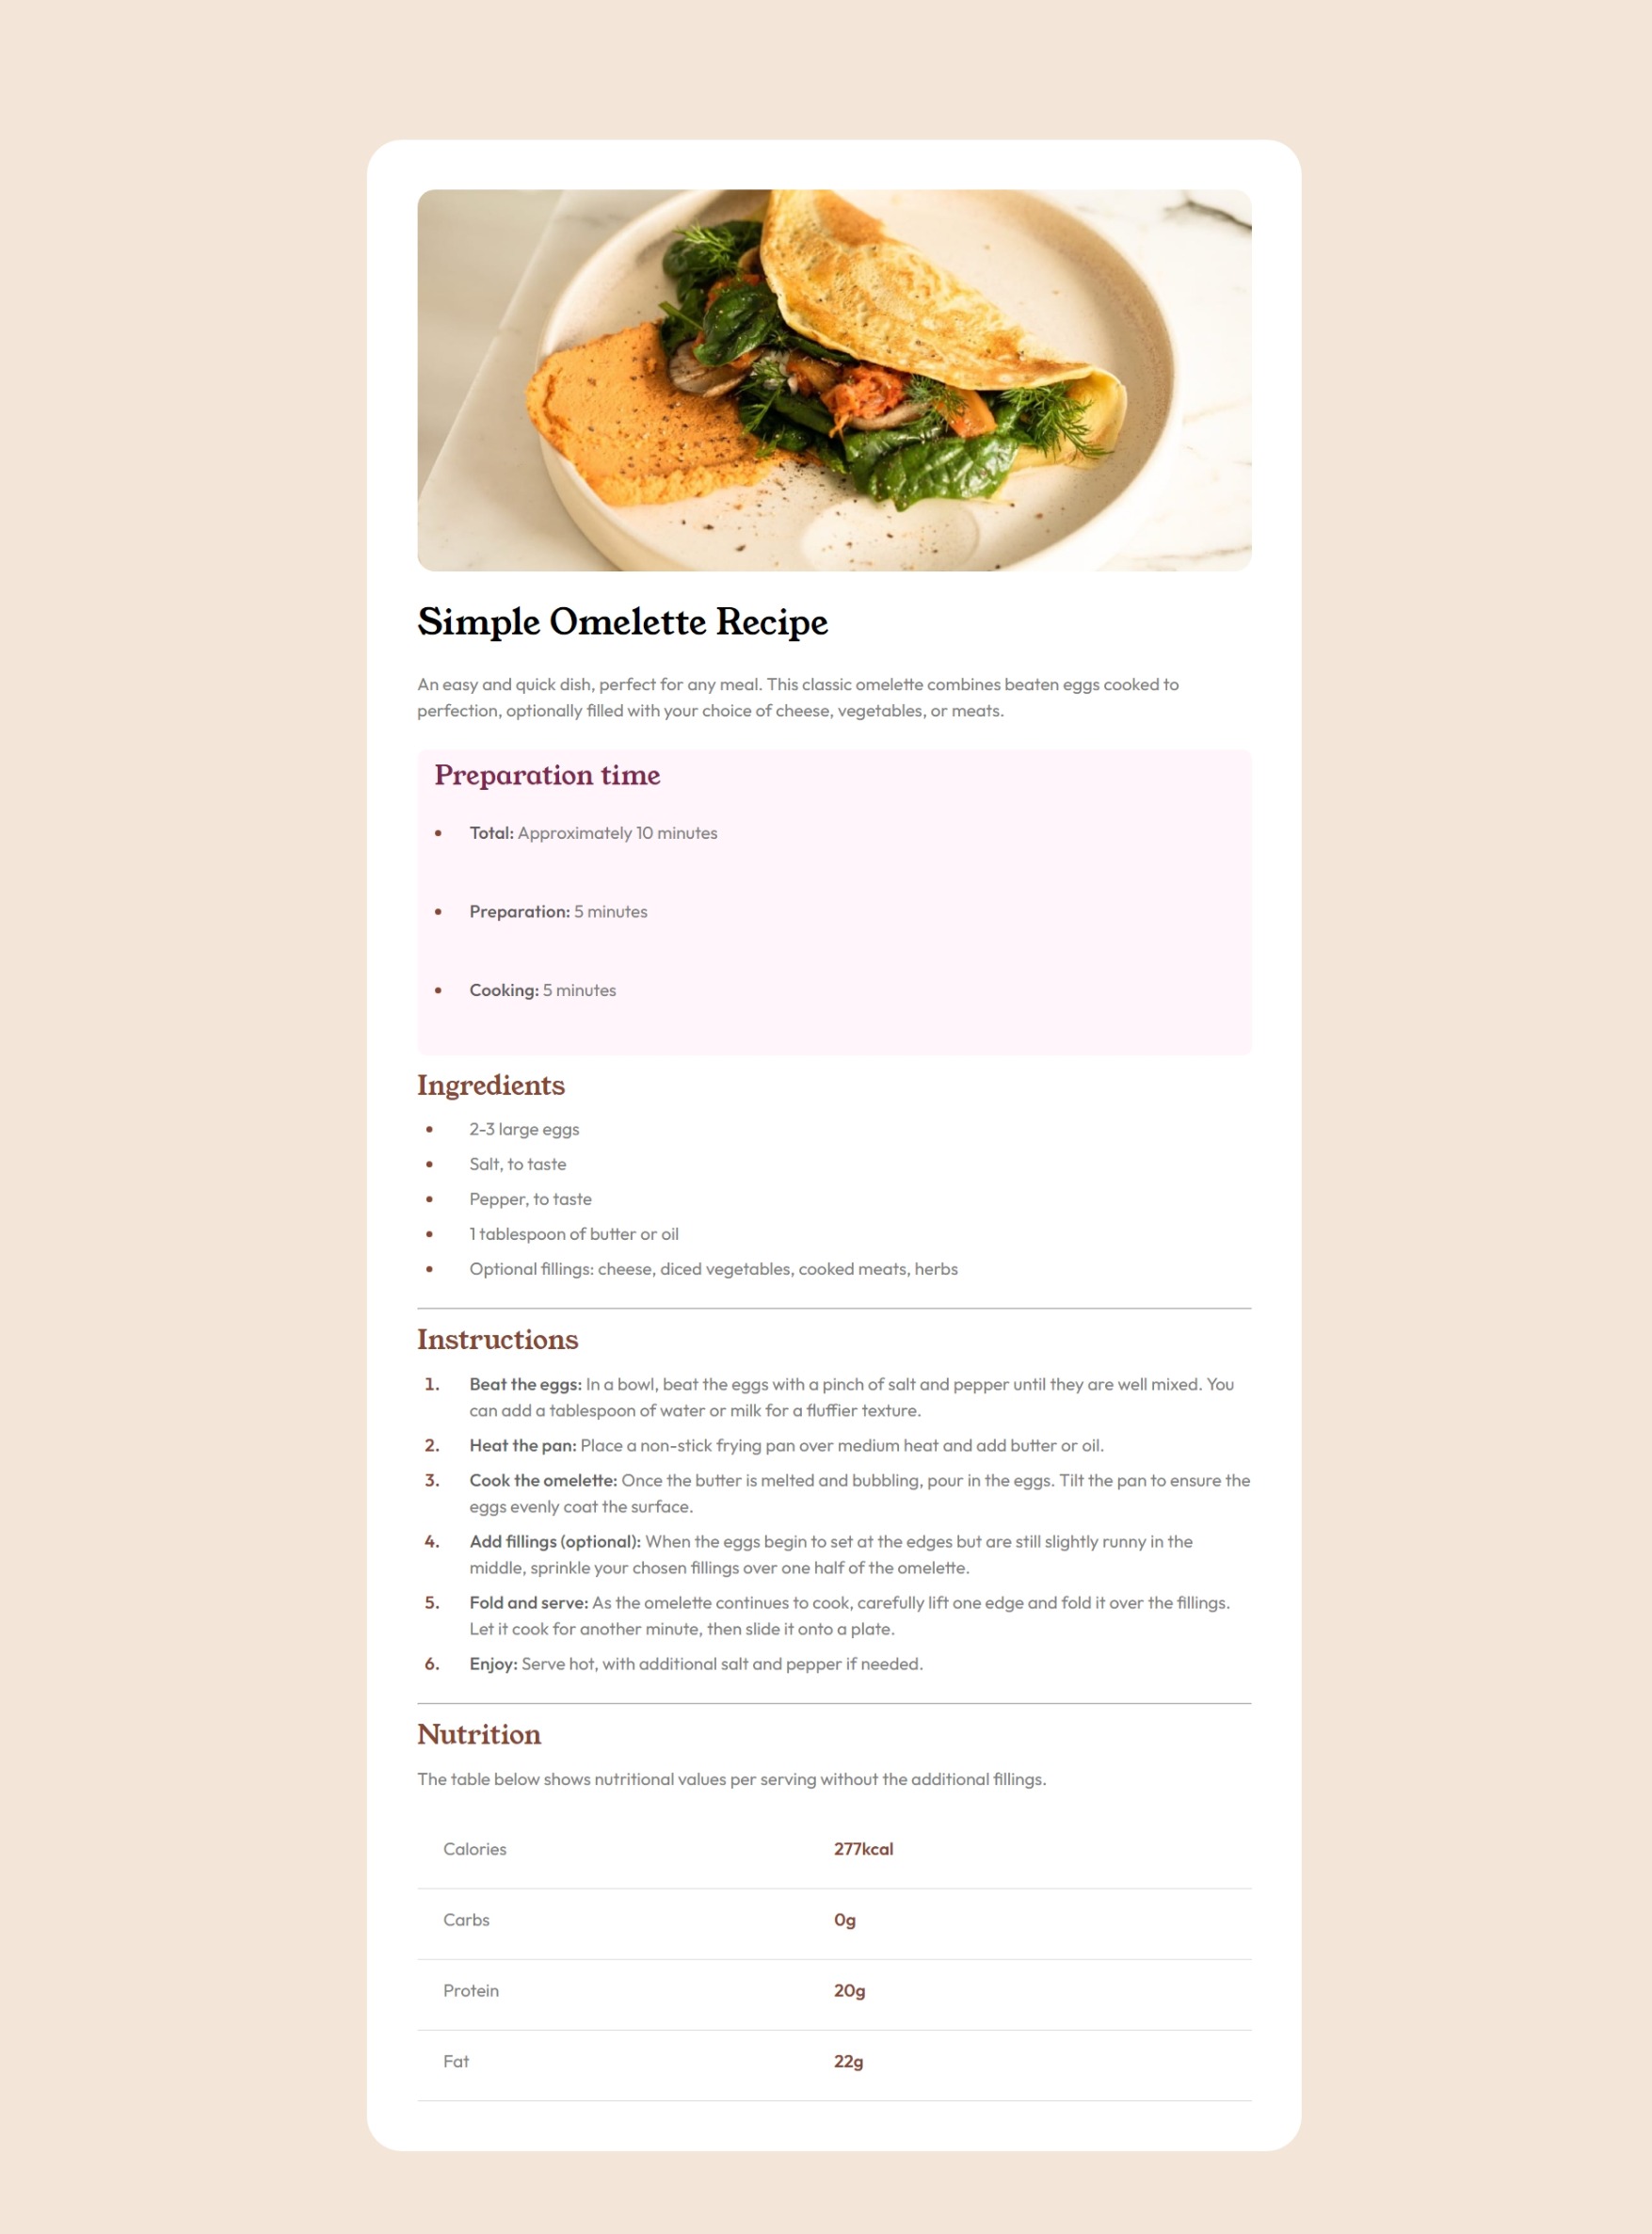 Simple Omelette Recipe
An easy and quick dish, perfect for any meal. This classic omelette combines beaten eggs cooked to
perfection, optionally filled with your choice of cheese, vegetables, or meats.
Preparation time
• Total: Approximately 10 minutes
• Preparation: 5 minutes
• Cooking: 5 minutes
Ingredients
• 2-3 large eggs
• Salt, to taste
• Pepper, to taste
• 1 tablespoon of butter or oil
• Optional fillings: cheese, diced vegetables, cooked meats, herbs
Instructions
1. Beat the eggs: In a bowl, beat the eggs with a pinch of salt and pepper until they are well mixed. You
can add a tablespoon of water or milk for a fluffier texture.
2. Heat the pan: Place a non-stick frying pan over medium heat and add butter or oil.
3. Cook the omelette: Once the butter is melted and bubbling, pour in the eggs. Tilt the pan to ensure the
eggs evenly coat the surface.
4. Add fillings (optional): When the eggs begin to set at the edges but are still slightly runny in the
middle, sprinkle your chosen fillings over one half of the omelette.
5. Fold and serve: As the omelette continues to cook, carefully lift one edge and fold it over the fillings.
Let it cook for another minute, then slide it onto a plate.
6. Enjoy: Serve hot, with additional salt and pepper if needed.
Nutrition
The table below shows nutritional values per serving without the additional fillings.
Calories 277kcal
Carbs 0g
Protein 20g
Fat 22g